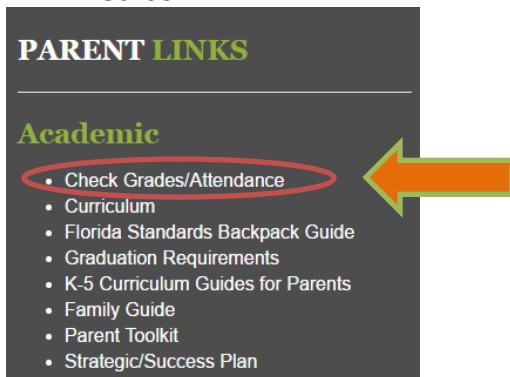 PARENT LINKS
Academic
• Check Grades/Attendance
• Curriculum
• Florida Standards Backpack Guide
• Graduation Requirements
• K-5 Curriculum Guides for Parents
• Family Guide
• Parent Toolkit
• Strategic/Success Plan